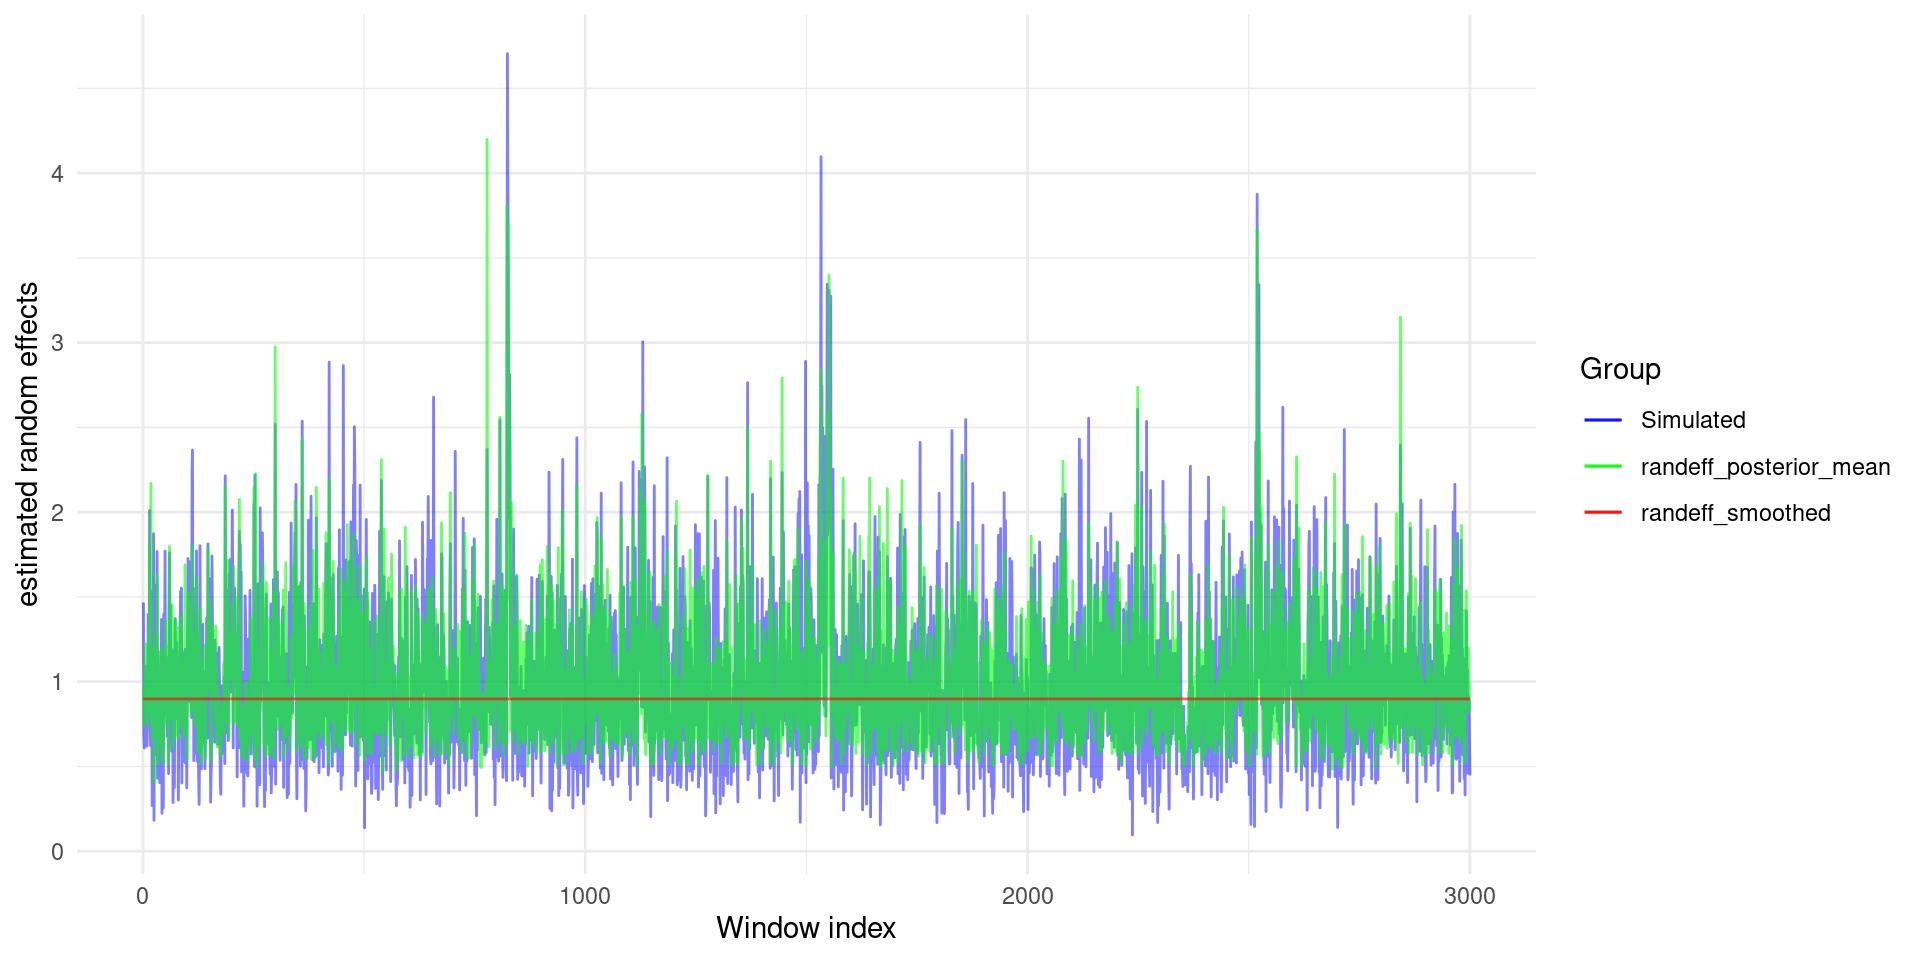 estimated random effects
4
3
2
1
0
0
1000
2000
3000
Window index
Group
Simulated
randeff_posterior_mean
randeff_smoothed